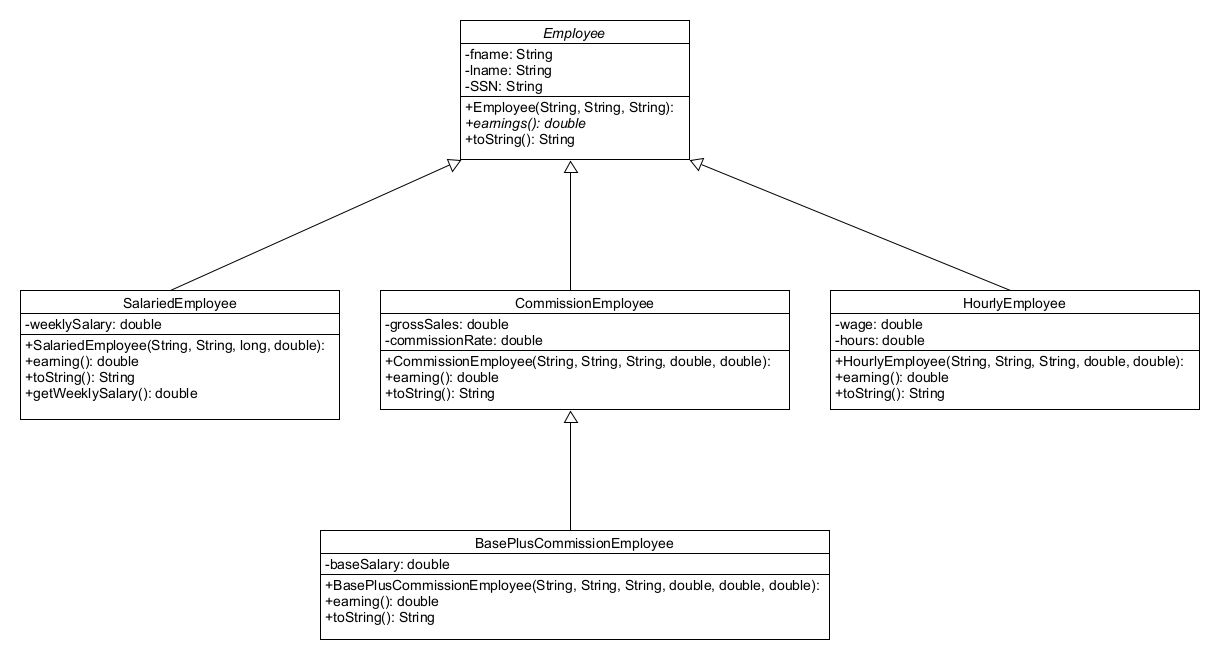 Employee
-fname: String
-lname: String
-SSN: String
+Employee(String, String, String):
+earnings(): double
+toString(): String
SalariedEmployee
-weeklySalary: double
+SalariedEmployee(String, String, long, double):
+earning(): double
+toString(): String
+getWeeklySalary(): double
CommissionEmployee
-grossSales: double
-commissionRate: double
+CommissionEmployee(String, String, String, double, double):
+earning(): double
+toString(): String
HourlyEmployee
-wage: double
-hours: double
+HourlyEmployee(String, String, String, double, double):
+earning(): double
+toString(): String
BasePlusCommissionEmployee
-baseSalary: double
+BasePlusCommissionEmployee(String, String, String, double, double, double):
+earning(): double
+toString(): String